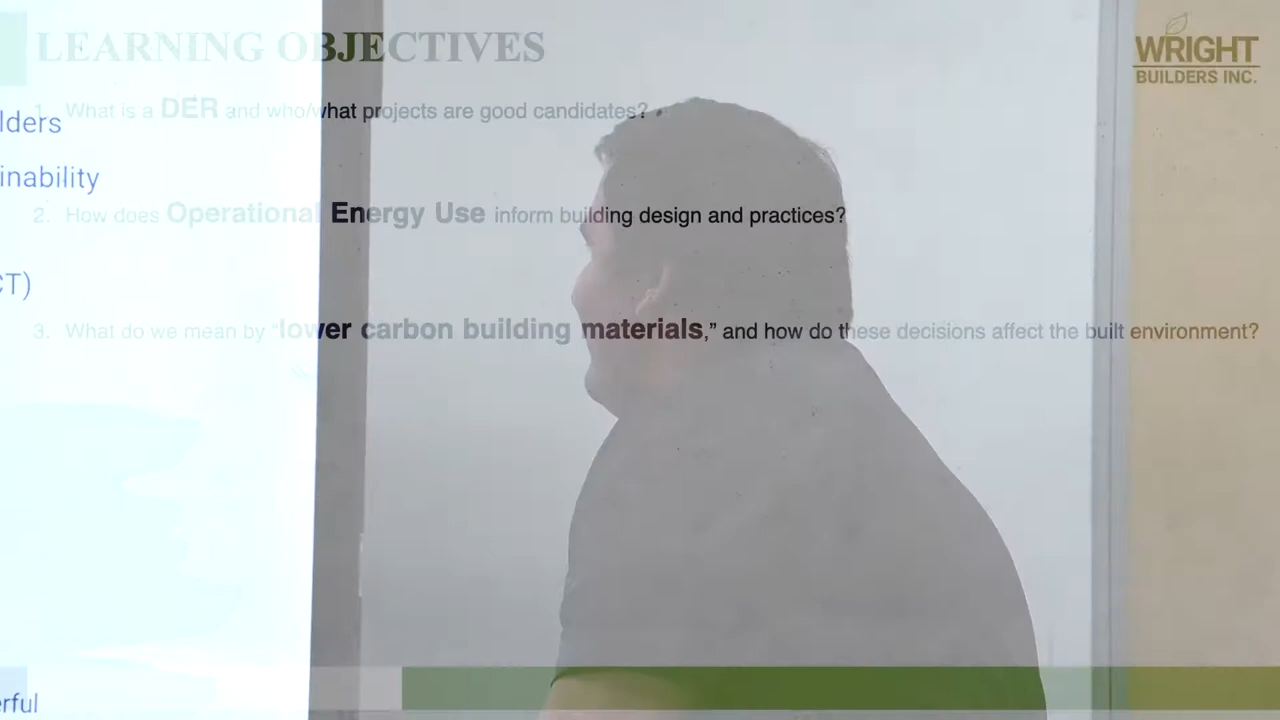 LEARNING OBJECTIVES
WRIGHT
BUILDERS INC.
1. What is a DER and who/what projects are good candidates?
lders
inability
2. How does Operational Energy Use inform building design and practices?
CT)
3. What do we mean by “lower carbon building materials,” and how do these decisions affect the built environment?
erful